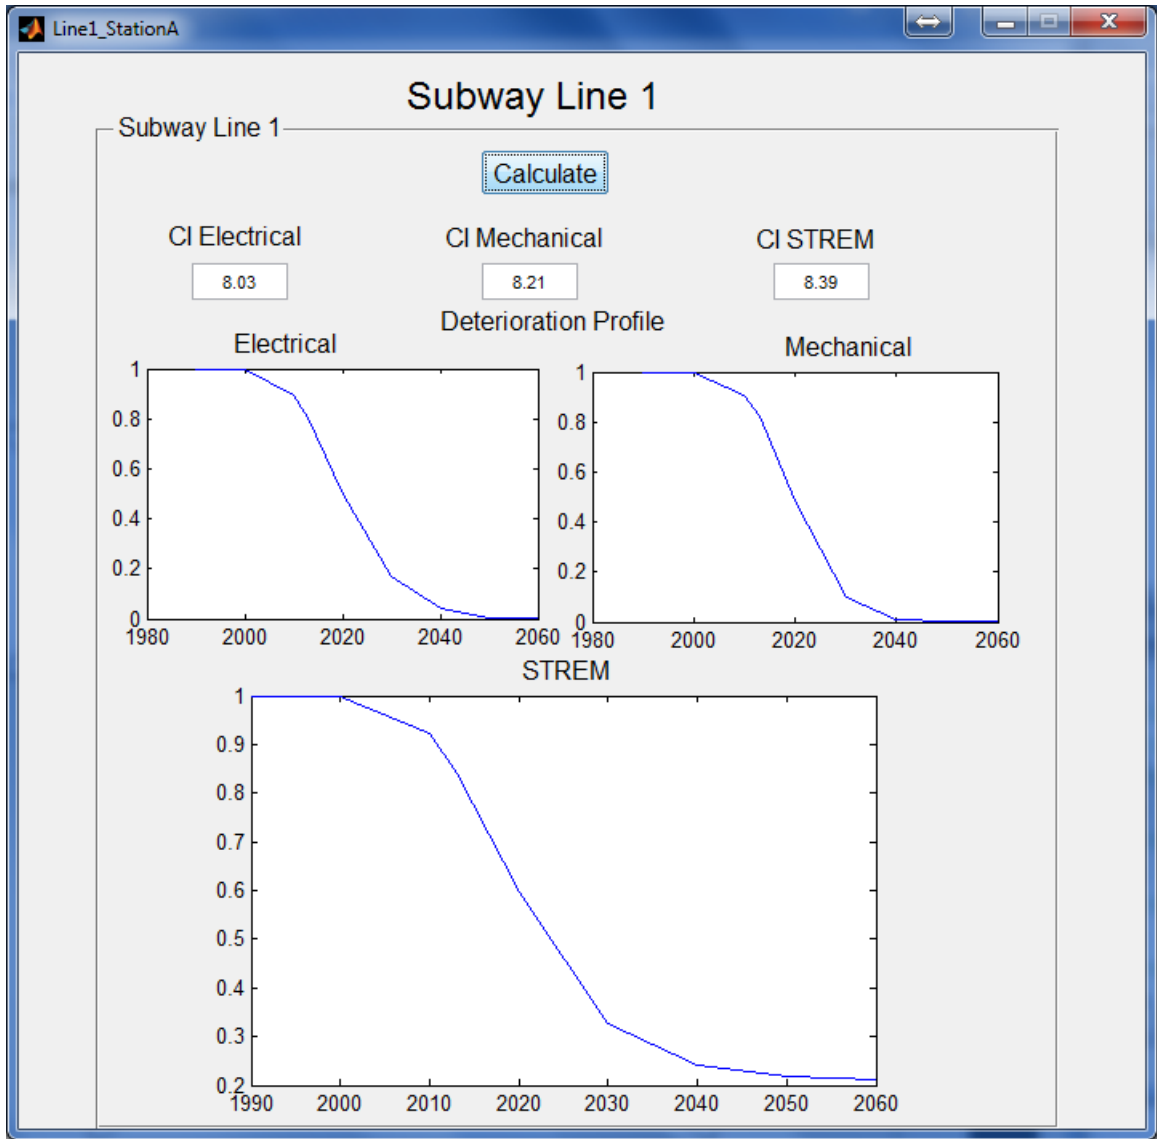 Line1_StationA
Subway Line 1
Subway Line 1
Calculate
CI Electrical CI Mechanical CI STREM
8.03 8.21 8.39
Deterioration Profile
Electrical Mechanical
1 1
0.8 0.8
0.6 0.6
0.4 0.4
0.2 0.2
0 0
1980 2000 2020 2040 2060 1980 2000 2020 2040 2060
STREM
1
0.9
0.8
0.7
0.6
0.5
0.4
0.3
0.2
1990 2000 2010 2020 2030 2040 2050 2060